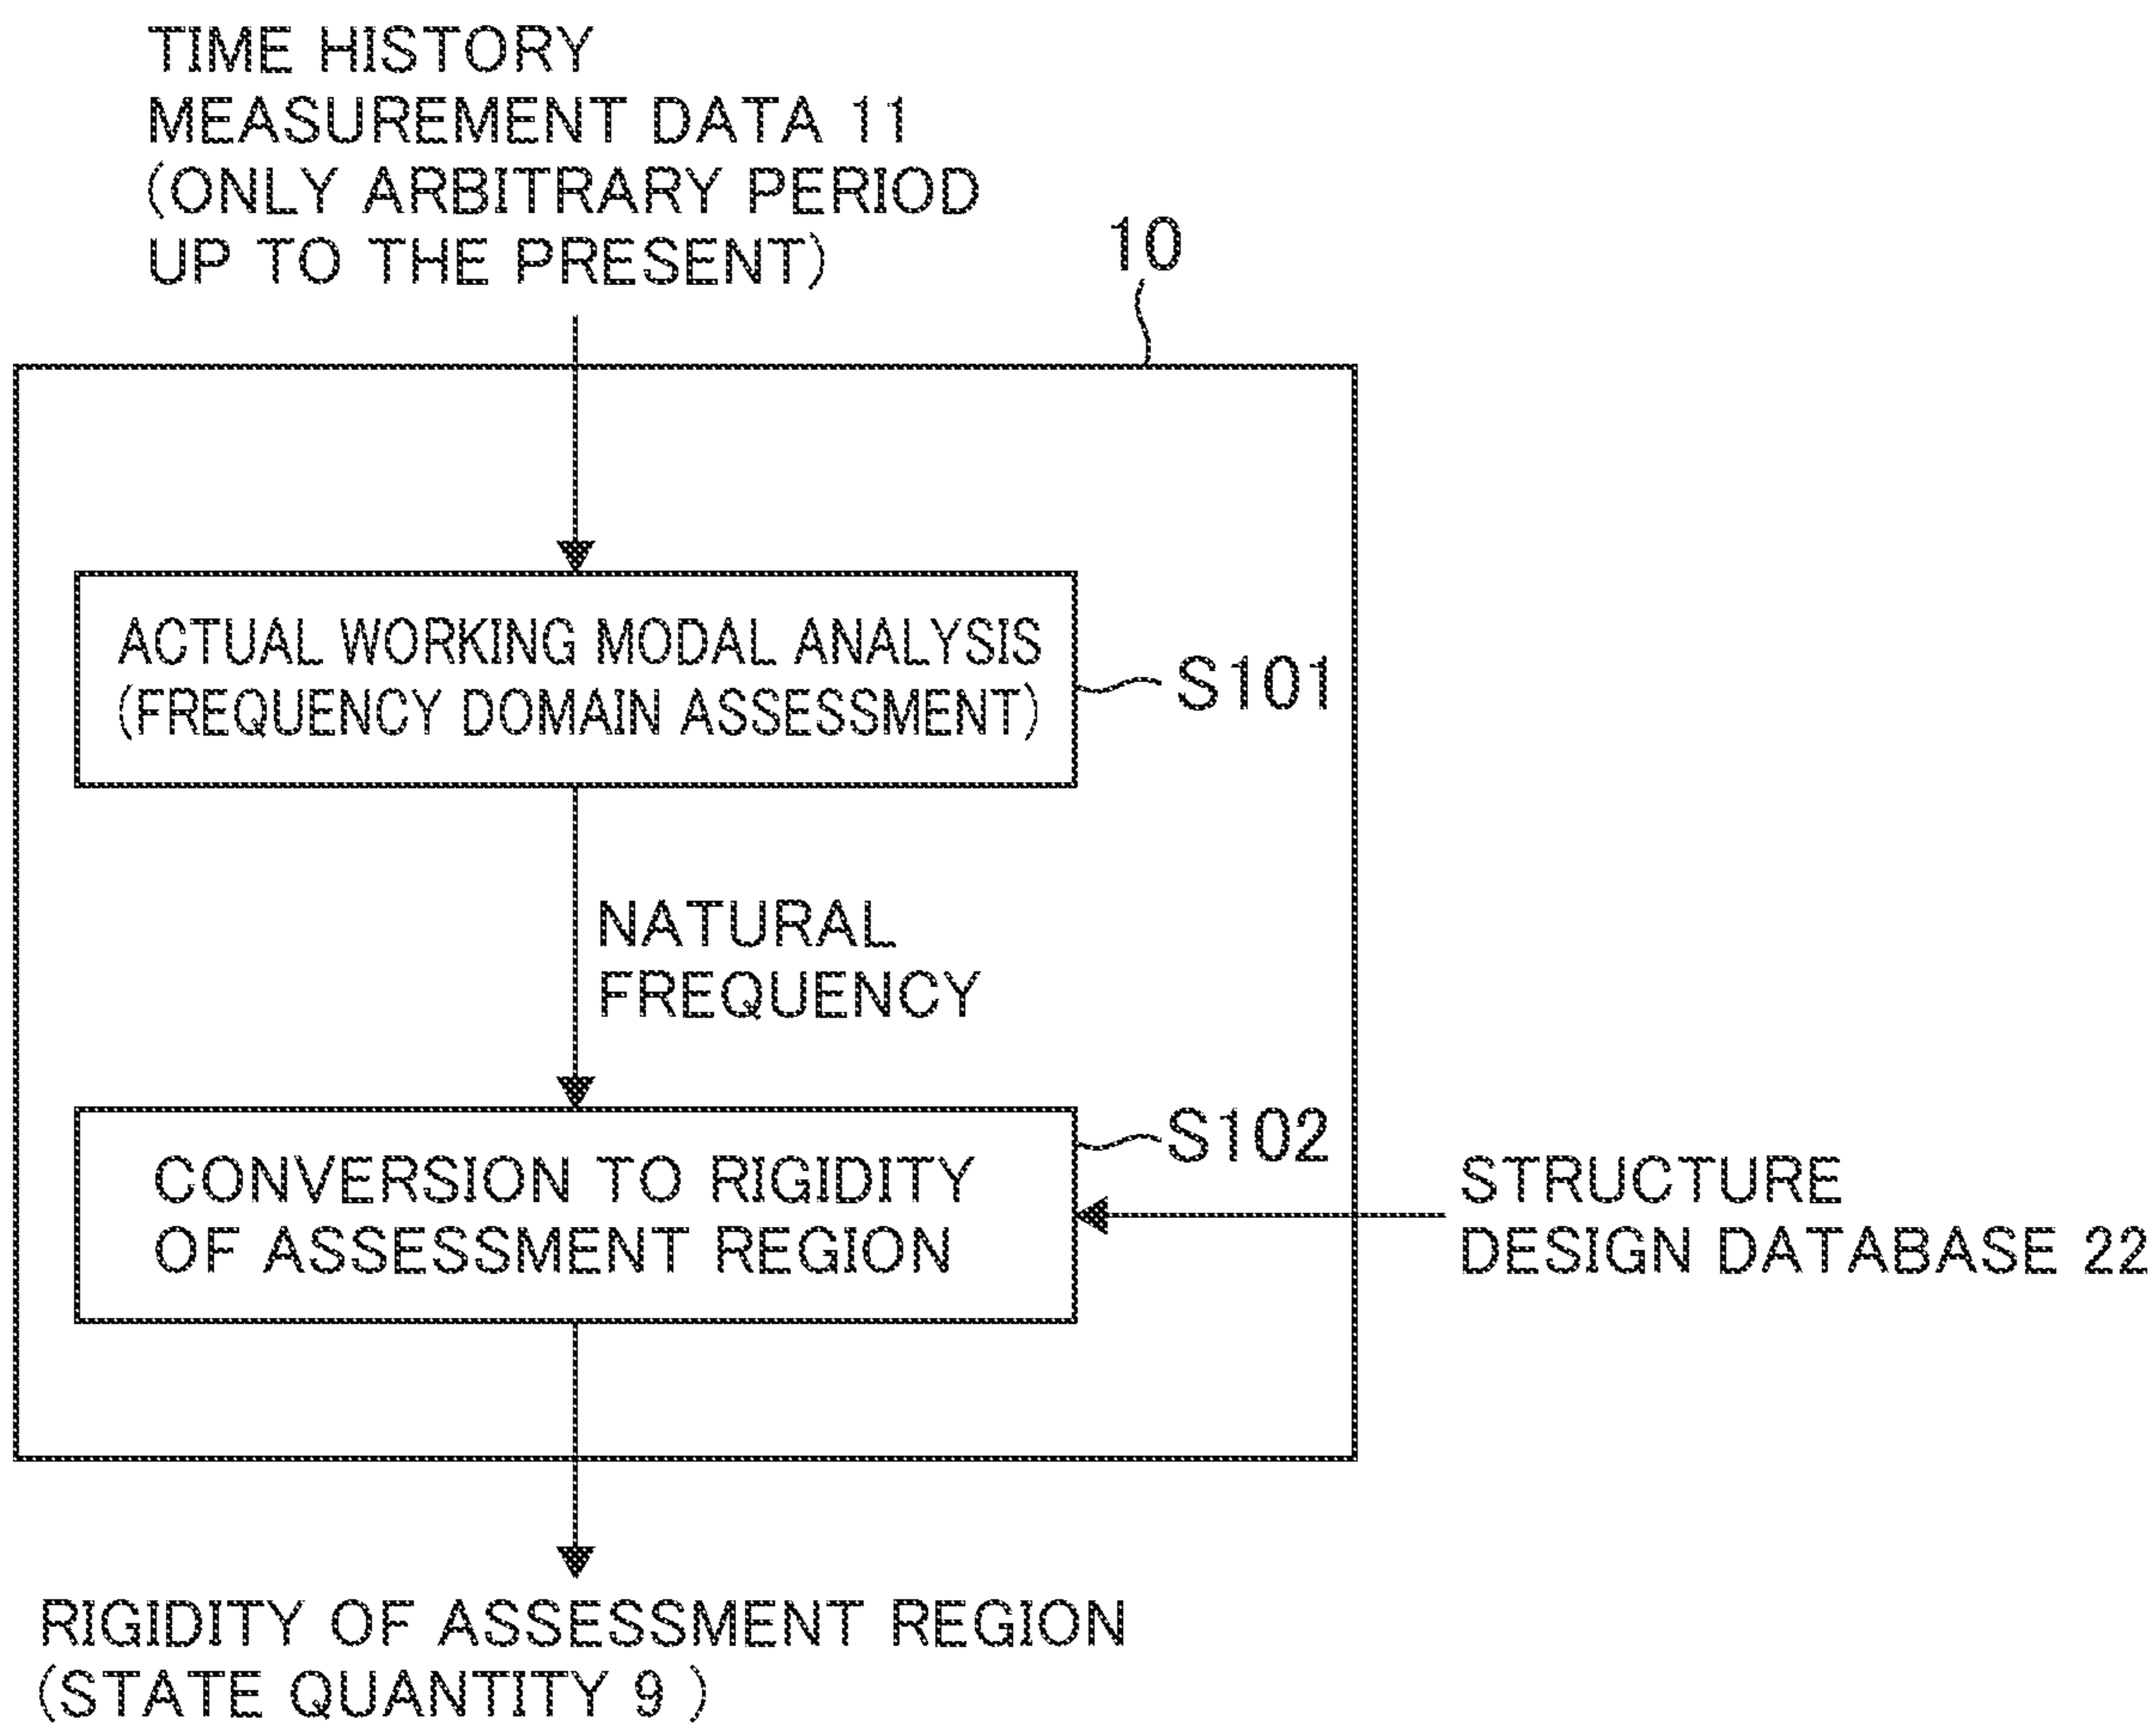 TIME HISTORY
MEASUREMENT DATA 11
(ONLY ARBITRARY PERIOD
UP TO THE PRESENT)
10
ACTUAL WORKING MODAL ANALYSIS
(FREQUENCY DOMAIN ASSESSMENT)
S101
NATURAL
FREQUENCY
S102
CONVERSION TO RIGIDITY
OF ASSESSMENT REGION
STRUCTURE
DESIGN DATABASE 22
RIGIDITY OF ASSESSMENT REGION
(STATE QUANTITY 9 )